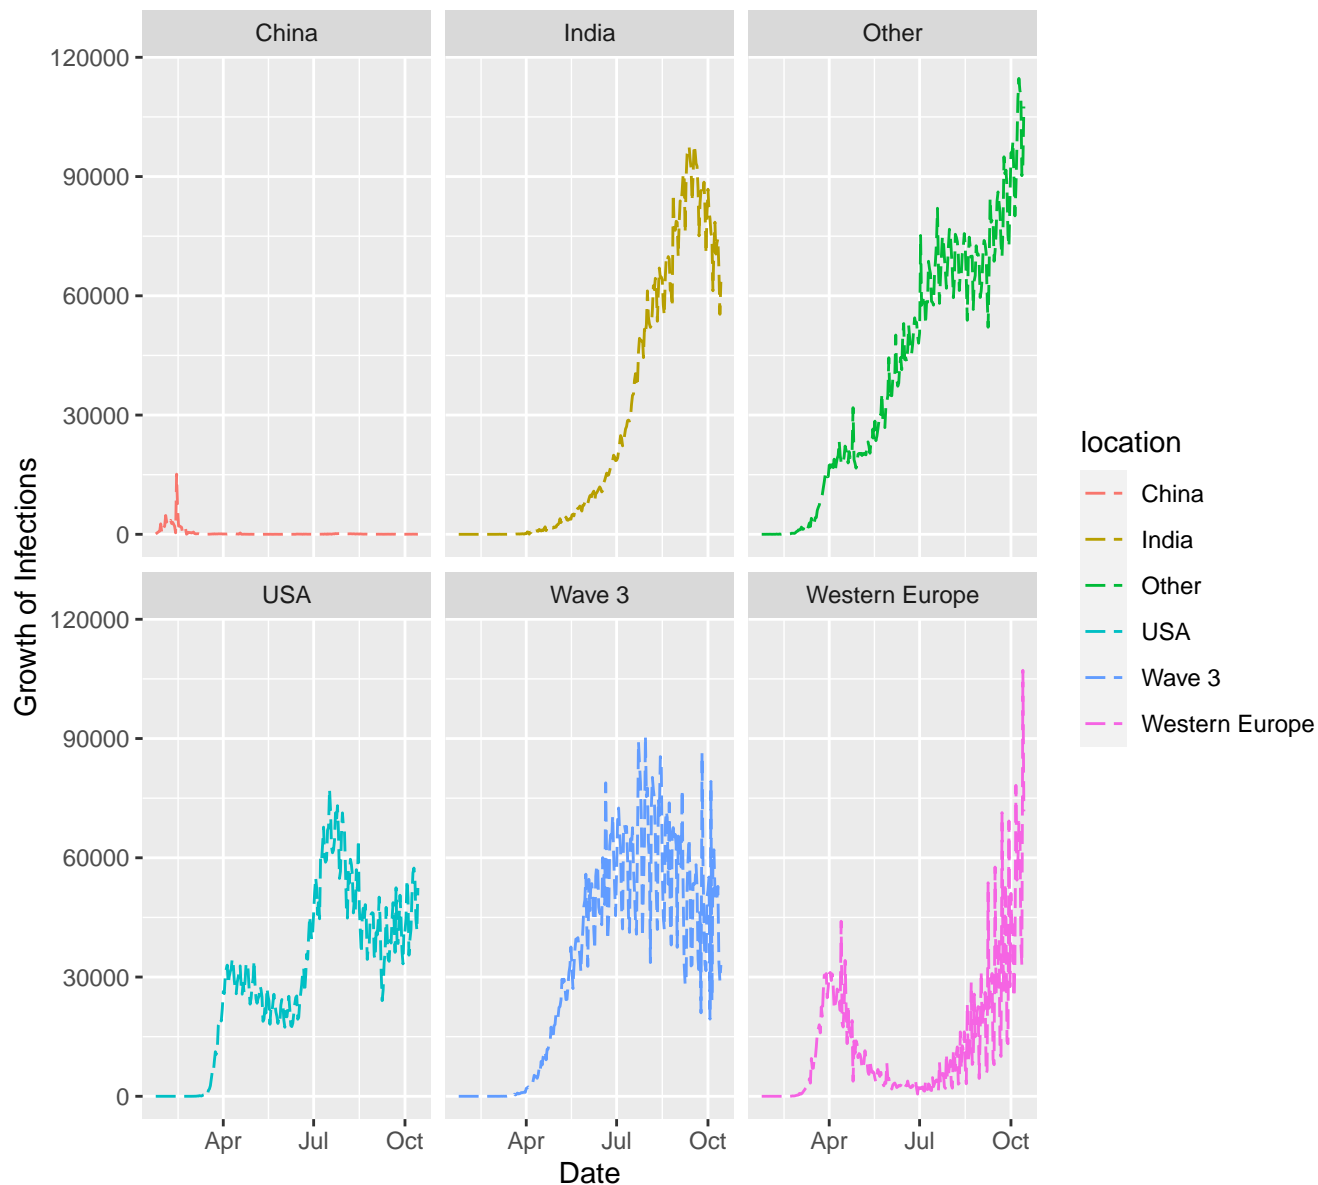 China India Other
120000
90000
60000
30000
0
USA Wave 3 Western Europe
120000
90000
60000
30000
0
Apr Jul Oct Apr Jul Oct Apr Jul Oct
Date
Growth of Infections
location
China
India
Other
USA
Wave 3
Western Europe